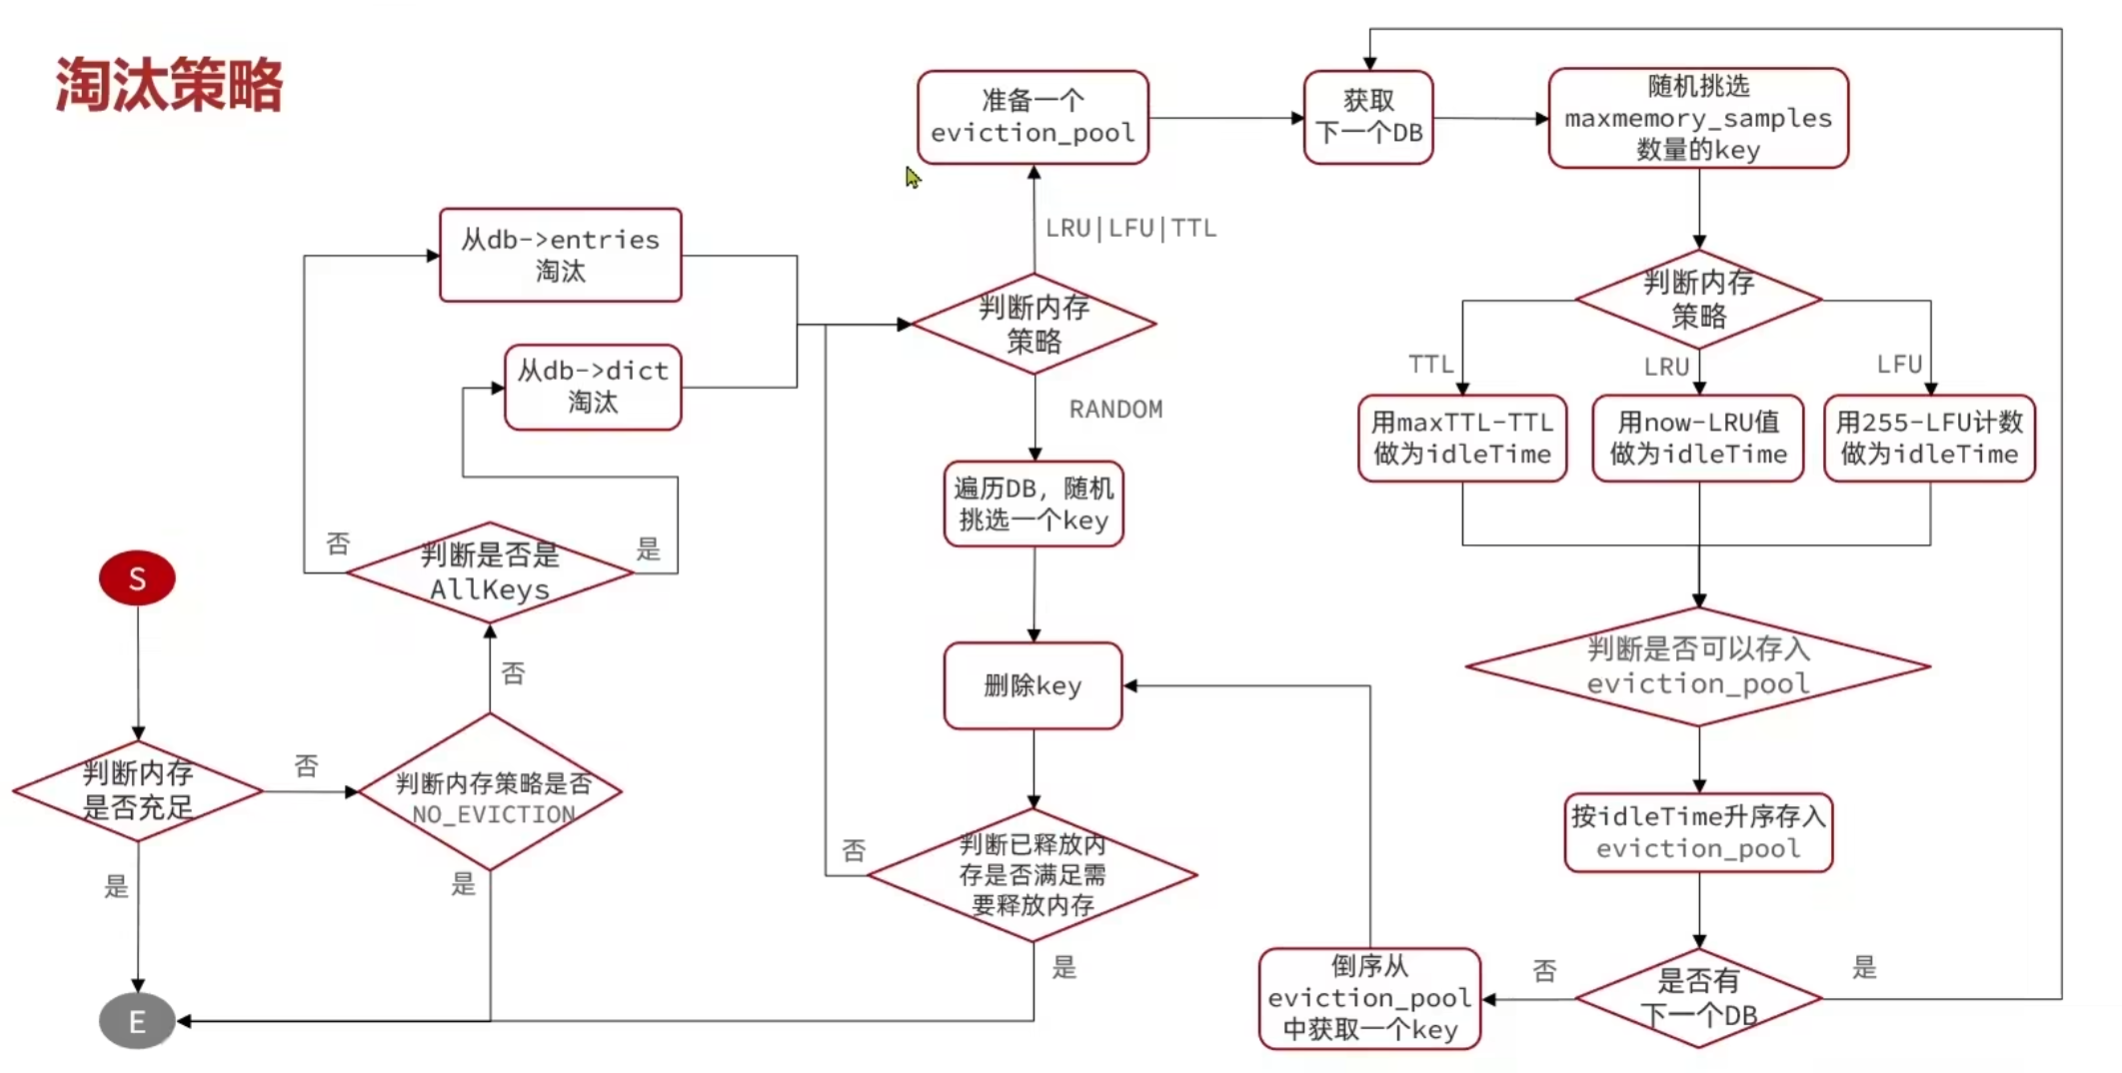 淘汰策略
S
判断内存
是否充足
是
否
E
判断内存策略是否
NO_EVICTION
是
否
判断是否是
AllKeys
否
是
从db->entries
淘汰
从db->dict
淘汰
判断内存
策略
LRU|LFU|TTL
RANDOM
准备一个
eviction_pool
遍历DB，随机
挑选一个key
删除key
判断已释放内
存是否满足需
要释放内存
否
是
获取
下一个DB
随机挑选
maxmemory_samples
数量的key
判断内存
策略
TTL
LRU
LFU
用maxTTL-TTL
做为idleTime
用now-LRU值
做为idleTime
用255-LFU计数
做为idleTime
判断是否可以存入
eviction_pool
按idleTime升序存入
eviction_pool
是否有
下一个DB
否
是
倒序从
eviction_pool
中获取一个key